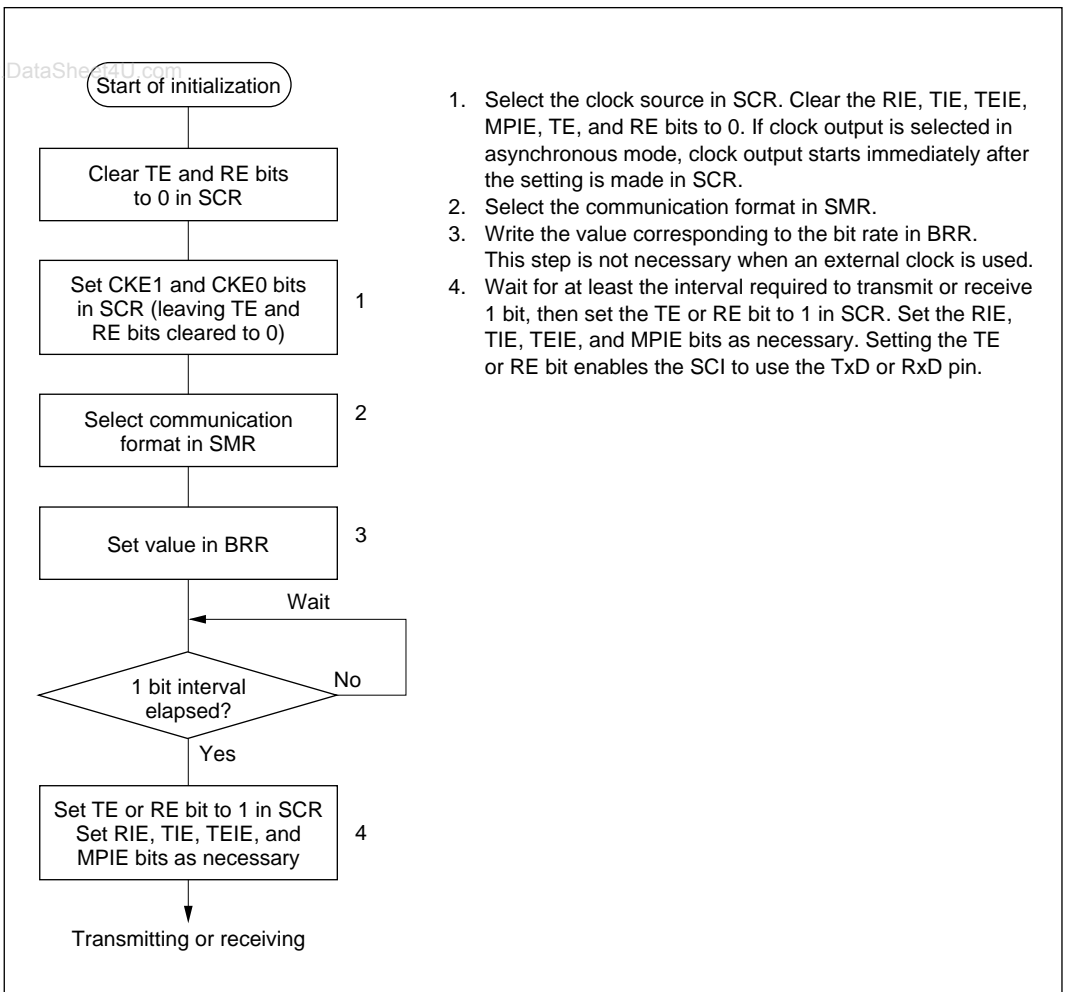 DataSheet4U.com
Start of initialization
Clear TE and RE bits
to 0 in SCR
Set CKE1 and CKE0 bits
in SCR (leaving TE and
RE bits cleared to 0)
1
Select communication
format in SMR
2
Set value in BRR
3
Wait
1 bit interval
elapsed?
No
Yes
Set TE or RE bit to 1 in SCR
Set RIE, TIE, TEIE, and
MPIE bits as necessary
4
Transmitting or receiving
1. Select the clock source in SCR. Clear the RIE, TIE, TEIE,
MPIE, TE, and RE bits to 0. If clock output is selected in
asynchronous mode, clock output starts immediately after
the setting is made in SCR.
2. Select the communication format in SMR.
3. Write the value corresponding to the bit rate in BRR.
This step is not necessary when an external clock is used.
4. Wait for at least the interval required to transmit or receive
1 bit, then set the TE or RE bit to 1 in SCR. Set the RIE,
TIE, TEIE, and MPIE bits as necessary. Setting the TE
or RE bit enables the SCI to use the TxD or RxD pin.